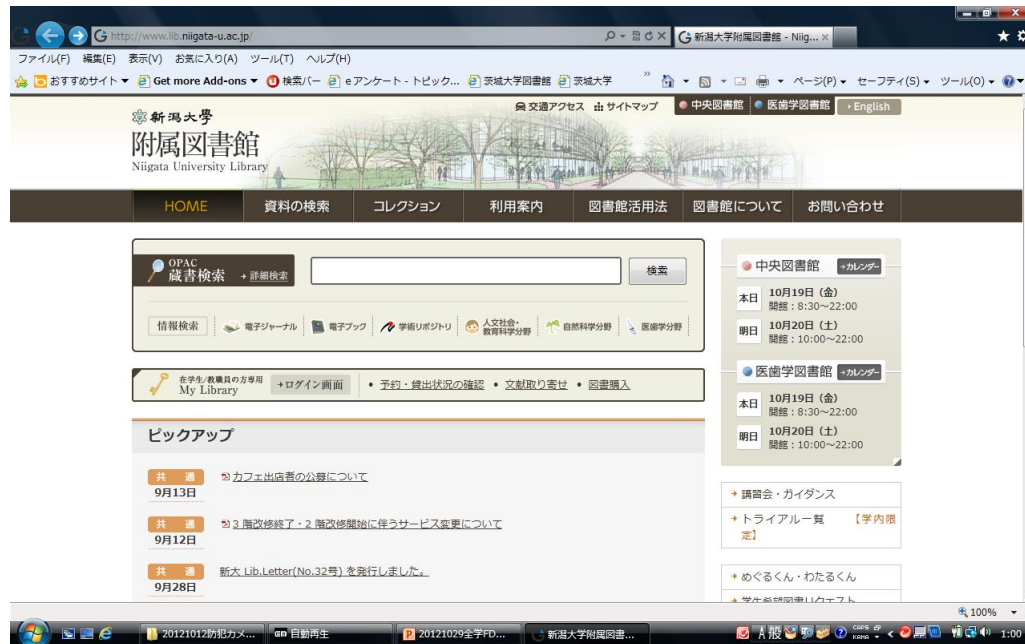 http://www.lib.niigata-u.ac.jp/
新潟大学附属図書館 - Niig...
ファイル(F) 編集(E) 表示(V) お気に入り(A) ツール(T) ヘルプ(H)
おすすめサイト Get more Add-ons 検索バー e アンケート - トピック... 茨城大学図書館 茨城大学 ページ(P) セーフティ(S) ツール(O)
交通アクセス サイトマップ 中央図書館 医歯学図書館 English
新潟大學
附属図書館
Niigata University Library
HOME 資料の検索 コレクション 利用案内 図書館活用法 図書館について お問い合わせ
OPAC
蔵書検索 詳細検索 検索
情報検索 電子ジャーナル 電子ブック 学術リポジトリ 人文社会・教育科学分野 自然科学分野 医歯学分野
在学生/教職員の方専用
My Library ログイン画面 • 予約・貸出状況の確認 • 文献取り寄せ • 図書購入
ピックアップ
共通 カフェ出店者の公募について
9月13日
共通 3 階改修終了・2 階改修開始に伴うサービス変更について
9月12日
共通 新大 Lib.Letter(No.32号) を発行しました。
9月28日
中央図書館 カレンダー
本日 10月19日（金）
開館：8:30～22:00
明日 10月20日（土）
開館：10:00～22:00
医歯学図書館 カレンダー
本日 10月19日（金）
開館：8:30～22:00
明日 10月20日（土）
開館：10:00～22:00
講習会・ガイダンス
トライアル一覧 【学内限
定】
めぐるくん・わたるくん
学生希望図書リクエスト
100%
20121012防犯カメ... 自動再生 20121029全学FD... 新潟大学附属図書... A 般 CAPS KANA 1:00